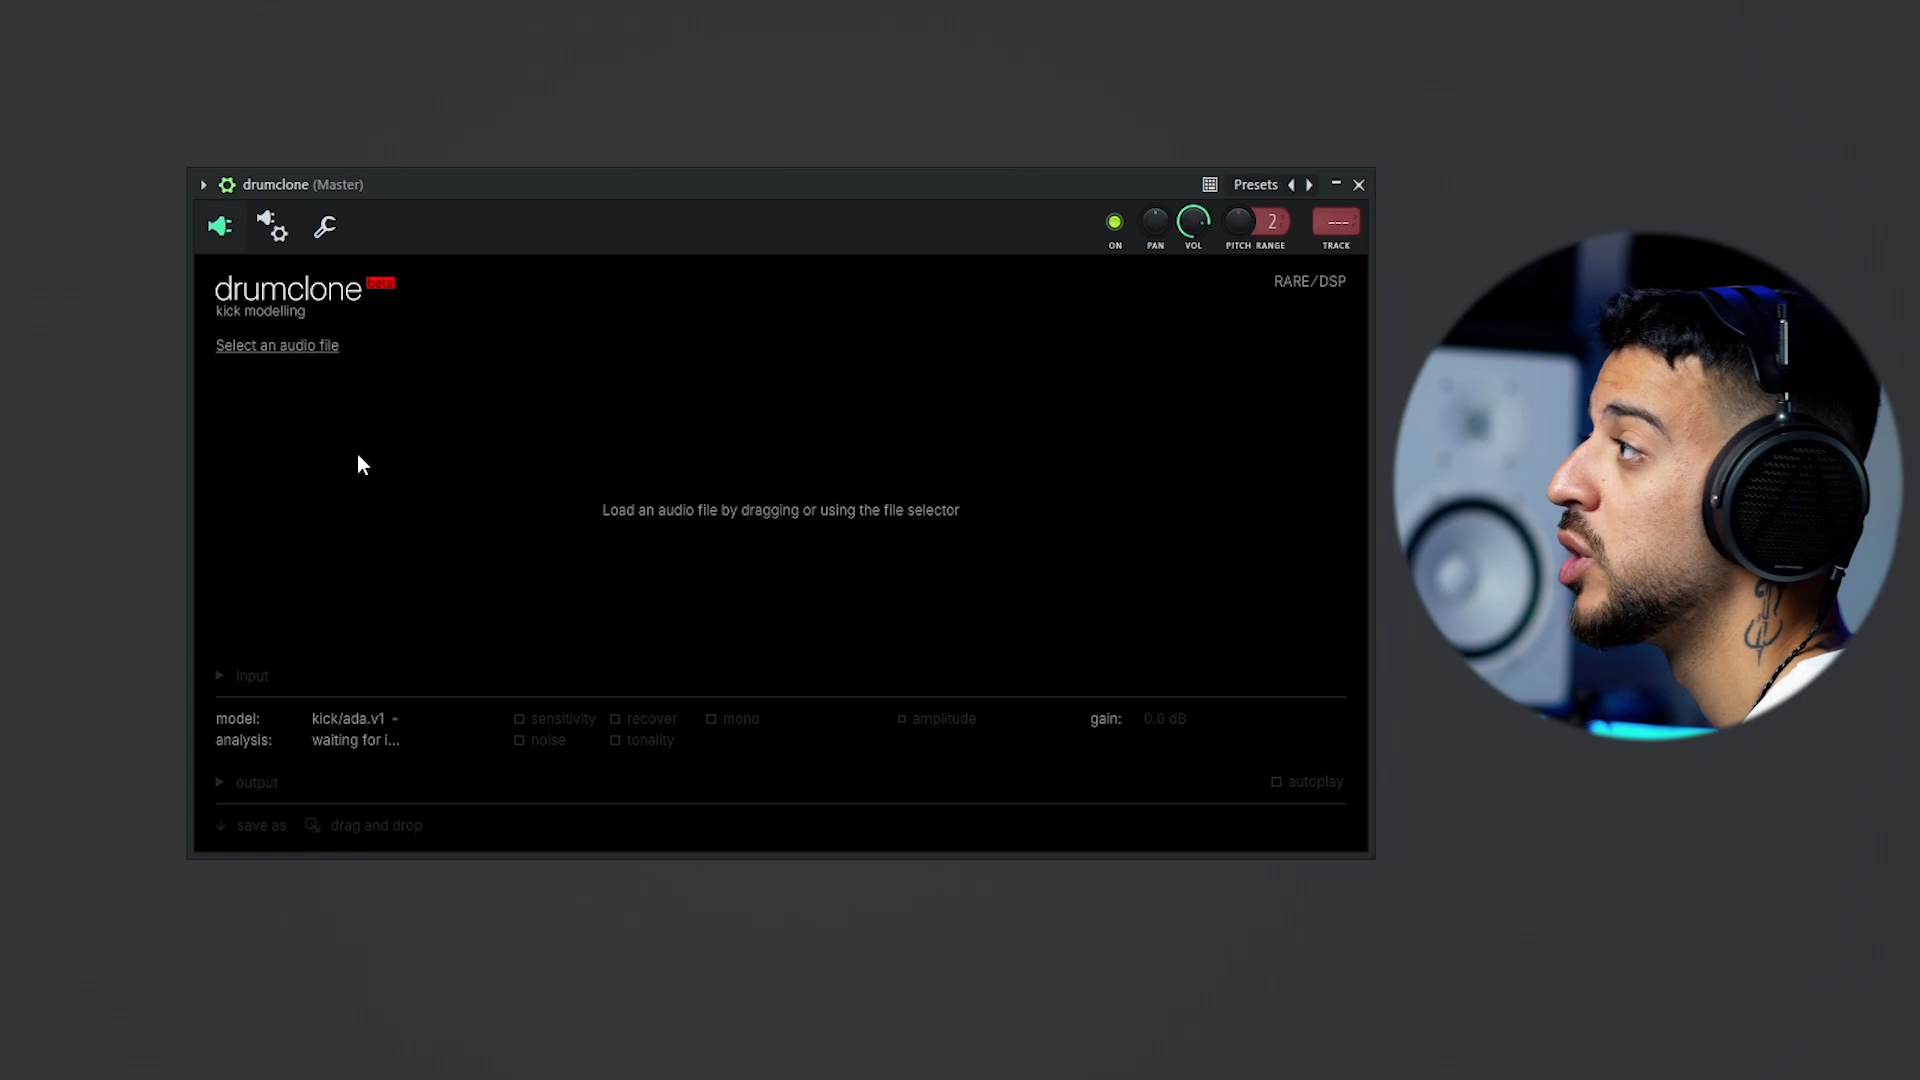 drumclone (Master)
Presets
2
---
ON PAN VOL PITCH RANGE TRACK
drumclone beta
RARE/DSP
kick modelling
Select an audio file
Load an audio file by dragging or using the file selector
input
model: kick/ada.v1 - sensitivity recover mono amplitude gain: 0.0 dB
analysis: waiting for i... noise tonality
output autoplay
save as drag and drop